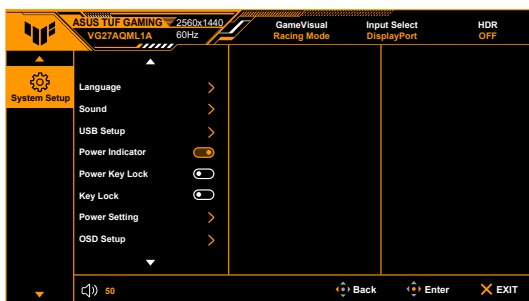 ASUS TUF GAMING 2560x1440 GameVisual Input Select HDR
VG27AQML1A 60Hz Racing Mode DisplayPort OFF
System Setup
Language
Sound
USB Setup
Power Indicator
Power Key Lock
Key Lock
Power Setting
OSD Setup
50 Back Enter EXIT